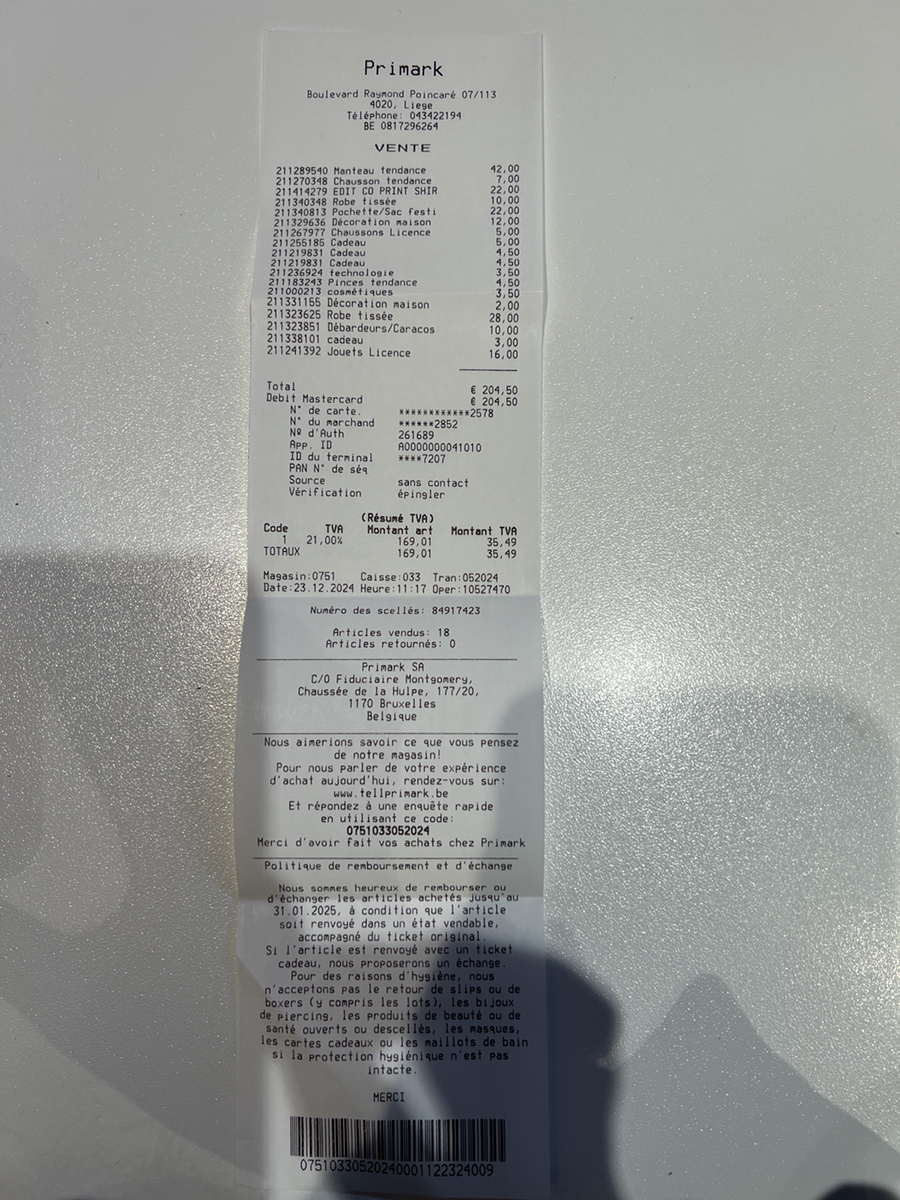 Primark
Boulevard Raymond Poincaré 07/113
4020, Liege
Téléphone: 043422194
BE 0817296264
VENTE
211289540 Manteau tendance 42,00
211270348 Chausson tendance 7,00
211414279 EDIT CO PRINT SHIR 22,00
211340348 Robe tissée 10,00
211340813 Pochette/Sac festi 22,00
211329636 Décoration maison 12,00
211267977 Chaussons Licence 5,00
211255185 Cadeau 5,00
211219831 Cadeau 4,50
211219831 Cadeau 4,50
211236924 technologie 3,50
211183243 Pinces tendance 4,50
211000213 cosmétiques 3,50
211331155 Décoration maison 2,00
211323625 Robe tissée 28,00
211323851 Débardeurs/Caracos 10,00
211338101 cadeau 3,00
211241392 Jouets Licence 16,00
Total € 204,50
Debit Mastercard € 204,50
N° de carte. ************2578
N° du marchand ******2852
Nº d'Auth 261689
App. ID A0000000041010
ID du terminal ****7207
PAN N° de séq
Source sans contact
Vérification épingler
(Résumé TVA)
Code TVA Montant art Montant TVA
1 21,00% 169,01 35,49
TOTAUX 169,01 35,49
Magasin:0751 Caisse:033 Tran:052024
Date:23.12.2024 Heure:11:17 Oper:10527470
Numéro des scellés: 84917423
Articles vendus: 18
Articles retournés: 0
Primark SA
C/O Fiduciaire Montgomery,
Chaussée de la Hulpe, 177/20,
1170 Bruxelles
Belgique
Nous aimerions savoir ce que vous pensez
de notre magasin!
Pour nous parler de votre expérience
d'achat aujourd'hui, rendez-vous sur:
www.tellprimark.be
Et répondez à une enquête rapide
en utilisant ce code:
0751033052024
Merci d'avoir fait vos achats chez Primark
Politique de remboursement et d'échange
Nous sommes heureux de rembourser ou
d'échanger les articles achetés jusqu'au
31.01.2025, à condition que l'article
soit renvoyé dans un état vendable,
accompagné du ticket original.
Si l'article est renvoyé avec un ticket
cadeau, nous proposerons un échange.
Pour des raisons d'hygiène, nous
n'acceptons pas le retour de slips ou de
boxers (y compris les lots), les bijoux
de piercing, les produits de beauté ou de
santé ouverts ou descellés, les masques,
les cartes cadeaux ou les maillots de bain
si la protection hygiénique n'est pas
intacte.
MERCI
07510330520240001122324009